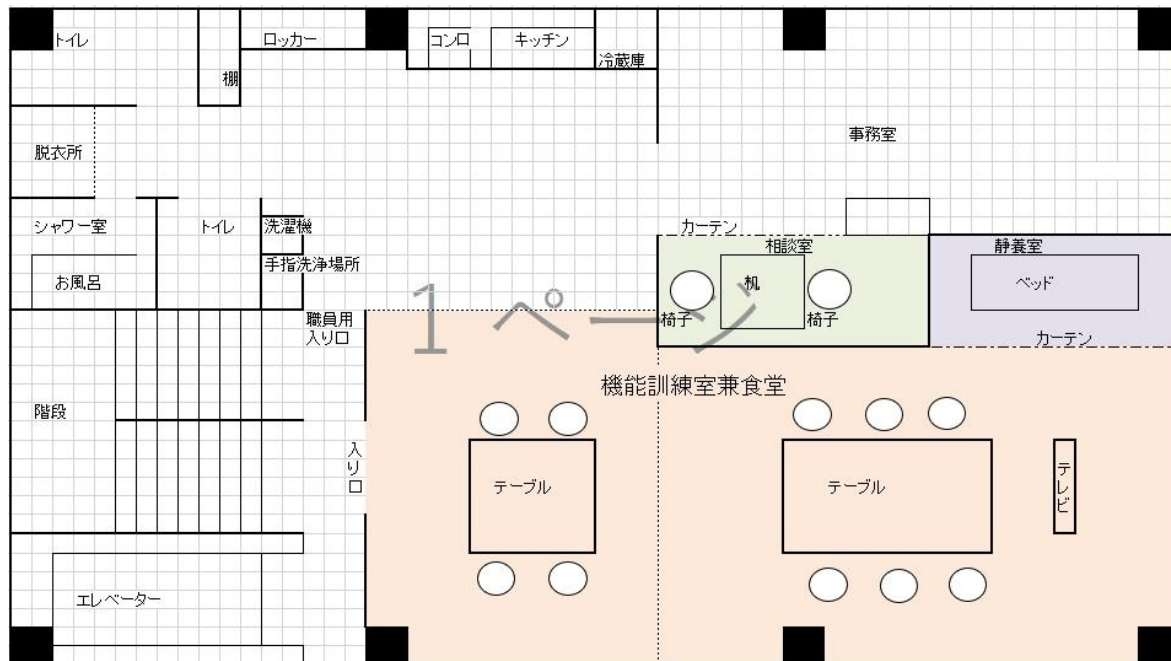 トイレ
棚
ロッカー
コンロ
キッチン
冷蔵庫
事務室
脱衣所
シャワー室
トイレ
洗濯機
手指洗浄場所
お風呂
カーテン
相談室
机
椅子
椅子
静養室
ベッド
カーテン
1 ページ
職員用
入り口
機能訓練室兼食堂
階段
入り口
テーブル
テーブル
テレビ
エレベーター